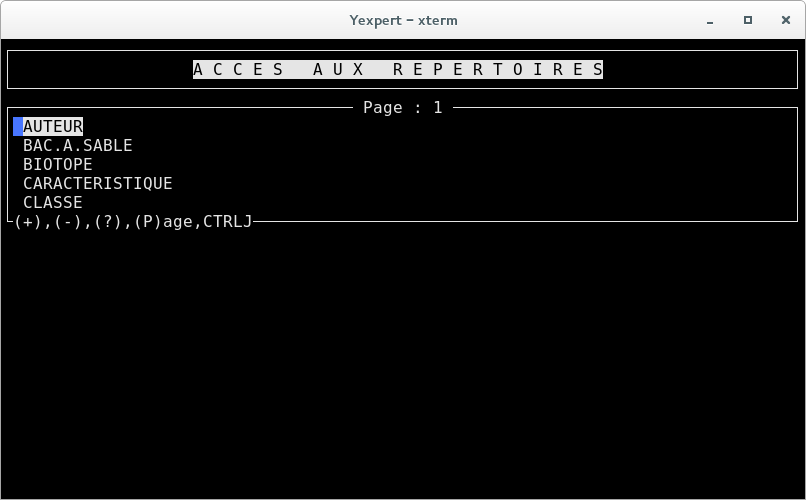 Yexpert – xterm
A C C E S   A U X   R E P E R T O I R E S
Page : 1
AUTEUR
BAC.A.SABLE
BIOTOPE
CARACTERISTIQUE
CLASSE
(+),(-),(?),(P)age,CTRLJ